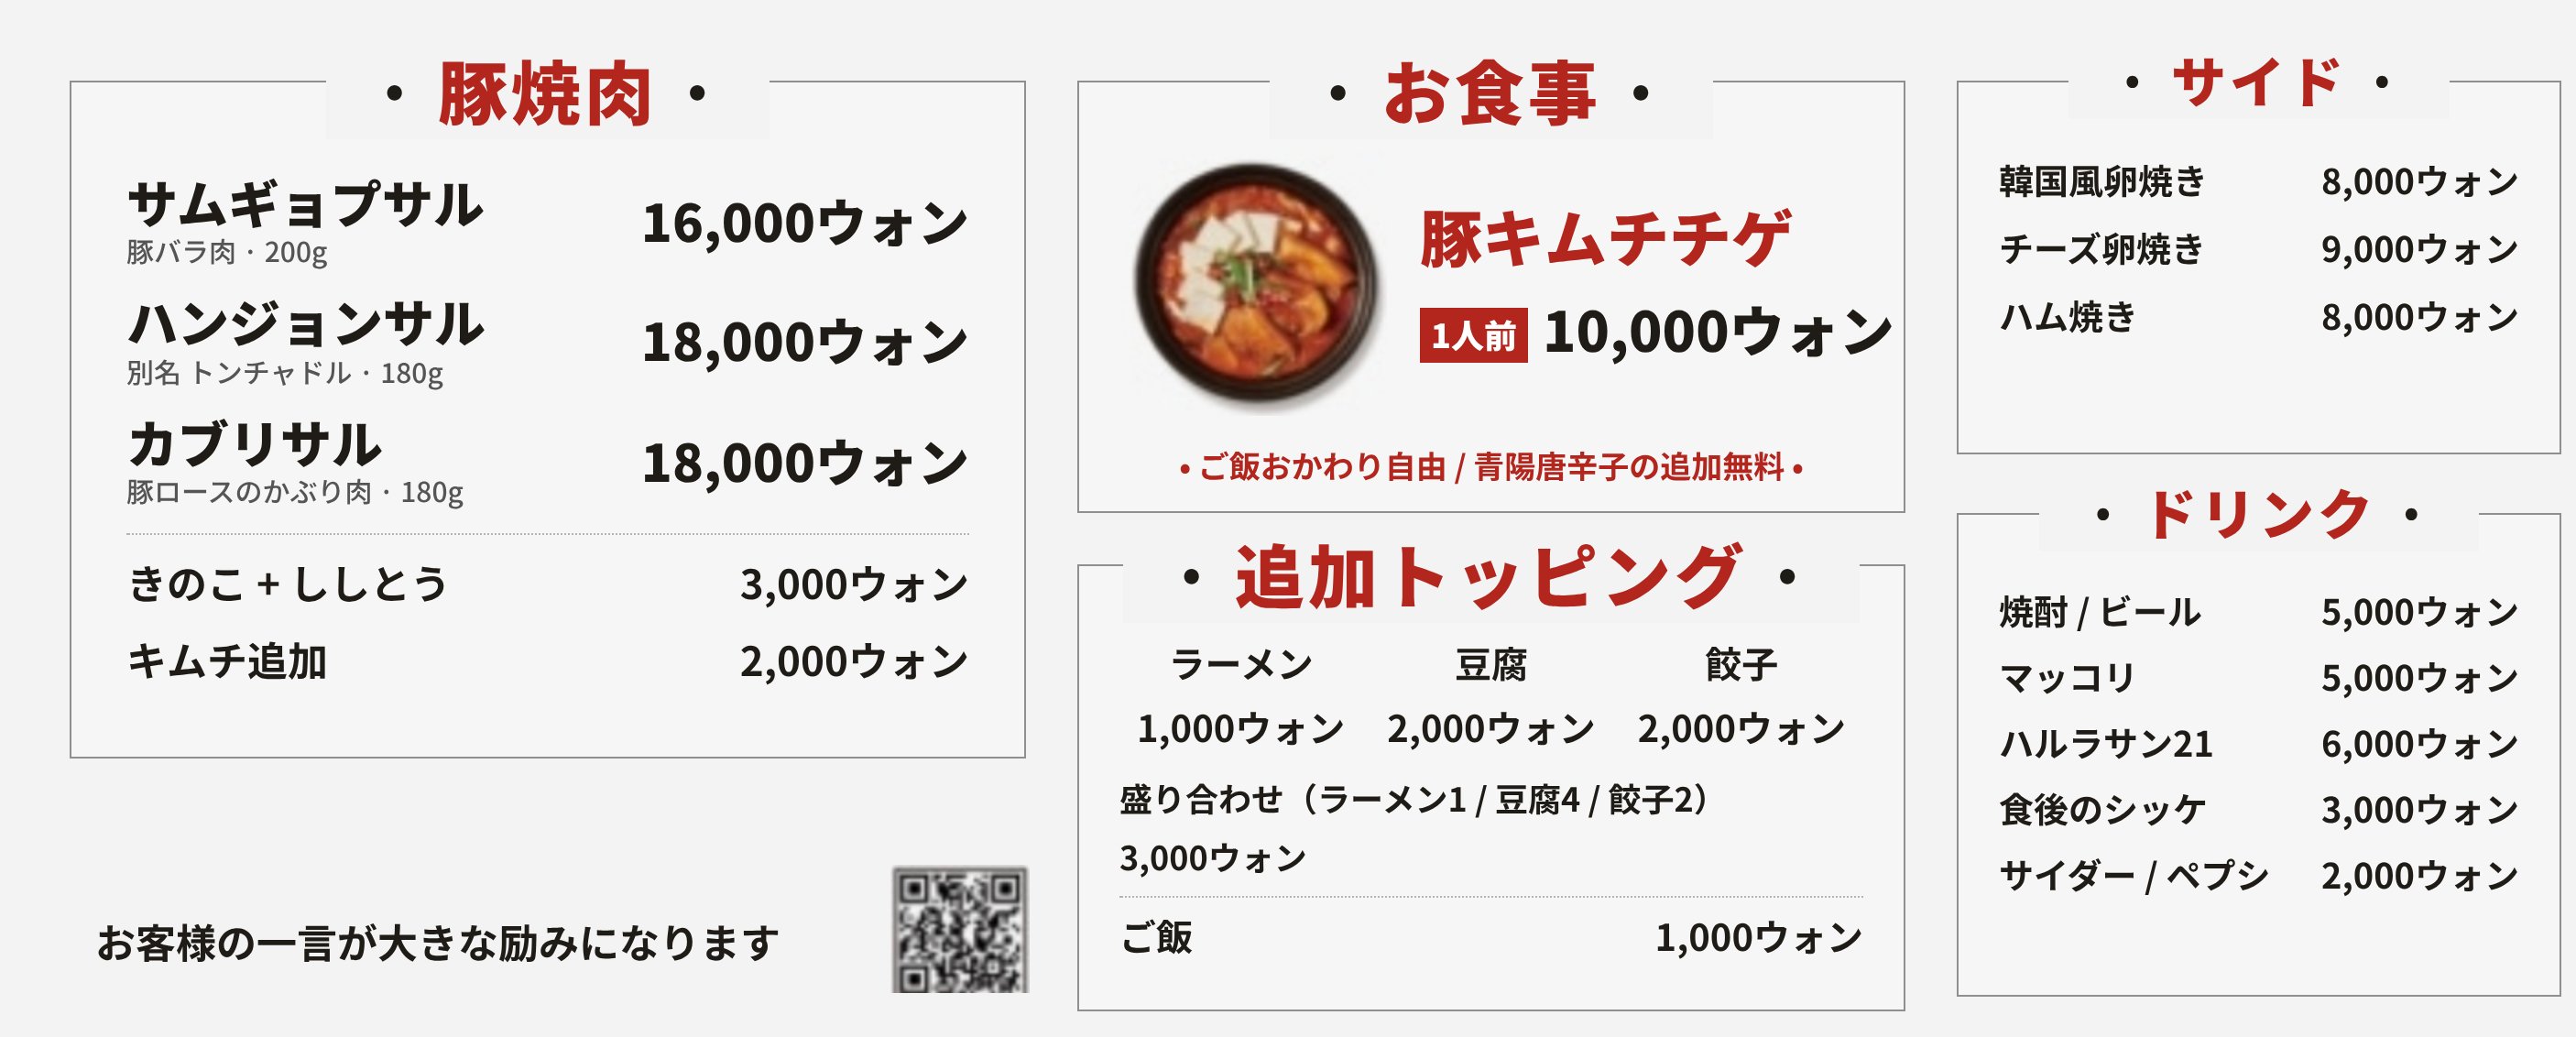 ・ 豚焼肉 ・
サムギョプサル 16,000ウォン
豚バラ肉 · 200g
ハンジョンサル 18,000ウォン
別名 トンチャドル · 180g
カブリサル 18,000ウォン
豚ロースのかぶり肉 · 180g
きのこ + ししとう 3,000ウォン
キムチ追加 2,000ウォン
お客様の一言が大きな励みになります
・ お食事 ・
豚キムチチゲ
1人前 10,000ウォン
• ご飯おかわり自由 / 青陽唐辛子の追加無料 •
・ 追加トッピング ・
ラーメン 豆腐 餃子
1,000ウォン 2,000ウォン 2,000ウォン
盛り合わせ（ラーメン1 / 豆腐4 / 餃子2）
3,000ウォン
ご飯 1,000ウォン
・ サイド ・
韓国風卵焼き 8,000ウォン
チーズ卵焼き 9,000ウォン
ハム焼き 8,000ウォン
・ ドリンク ・
焼酎 / ビール 5,000ウォン
マッコリ 5,000ウォン
ハルラサン21 6,000ウォン
食後のシッケ 3,000ウォン
サイダー / ペプシ 2,000ウォン